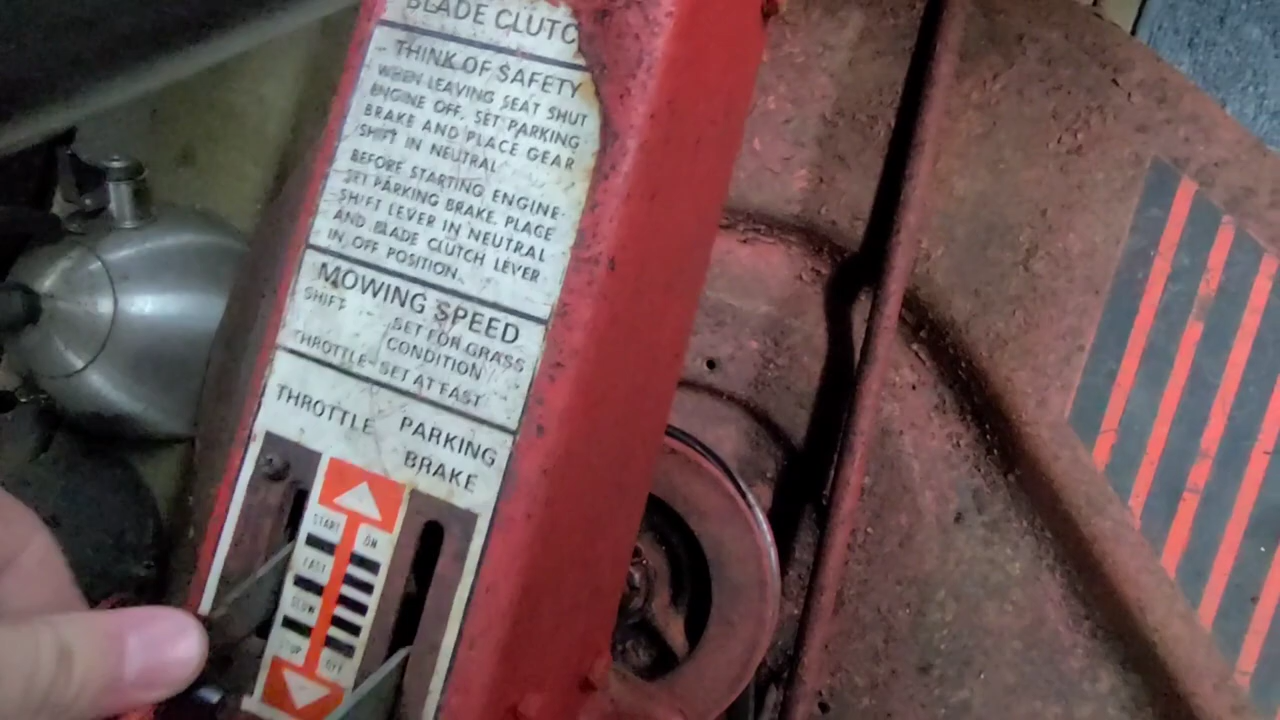 BLADE CLUTC
THINK OF SAFETY
WHEN LEAVING SEAT SHUT
ENGINE OFF, SET PARKING
BRAKE AND PLACE GEAR
SHIFT IN NEUTRAL
BEFORE STARTING ENGINE-
SET PARKING BRAKE, PLACE
SHIFT LEVER IN NEUTRAL
AND BLADE CLUTCH LEVER
IN OFF POSITION.
MOWING SPEED
SHIFT
SET FOR GRASS
CONDITION
THROTTLE-SET AT FAST
THROTTLE PARKING
BRAKE
START ON
FAST
SLOW
STOP OFF